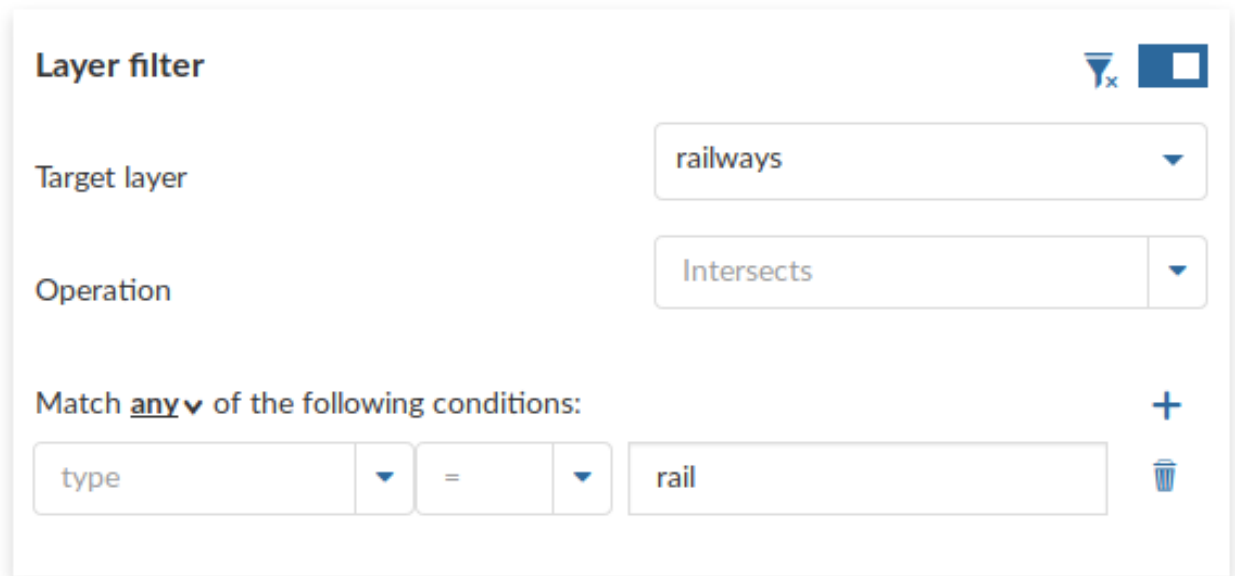 Layer filter
Target layer railways
Operation Intersects
Match any of the following conditions:
type = rail